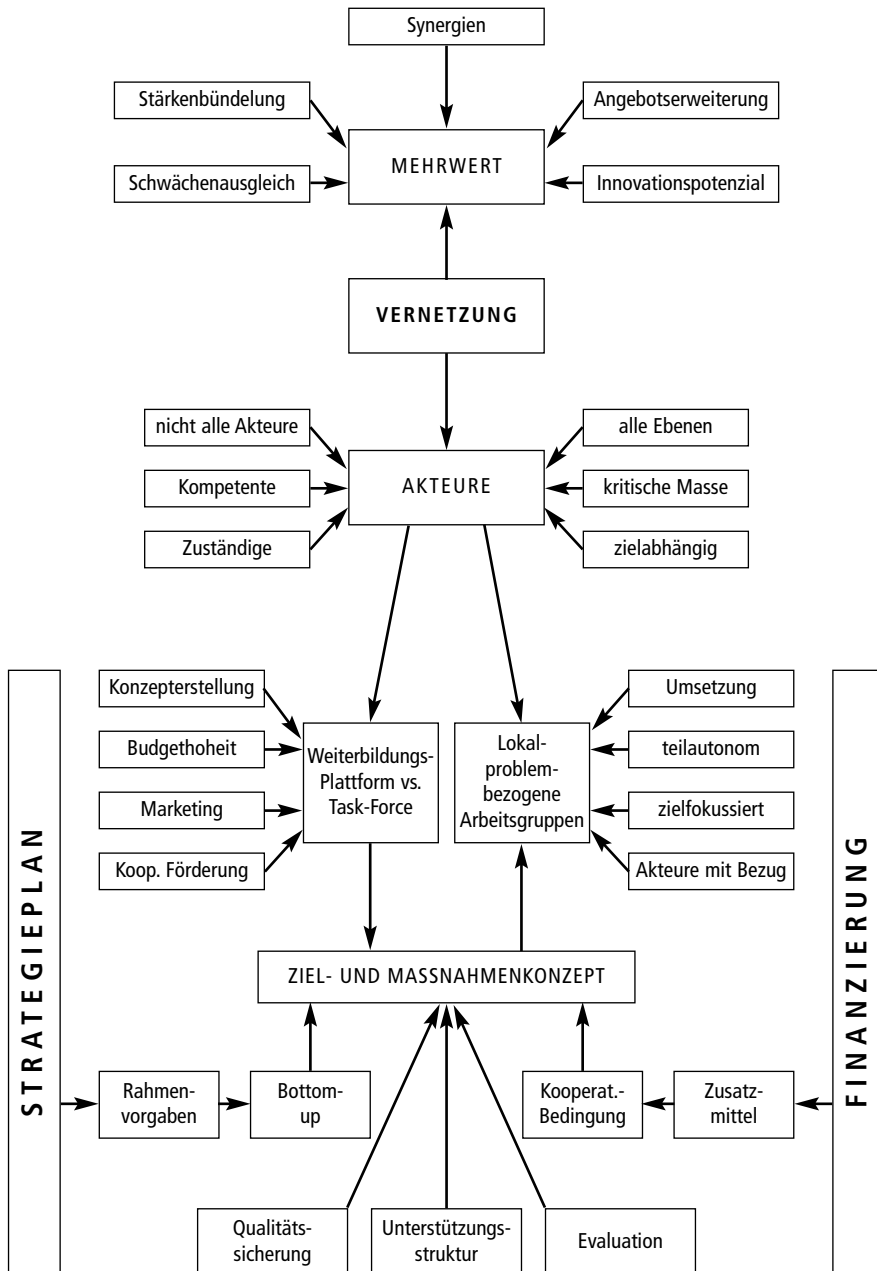 Synergien
Stärkenbündelung
Angebotserweiterung
MEHRWERT
Schwächenausgleich
Innovationspotenzial
VERNETZUNG
nicht alle Akteure
alle Ebenen
Kompetente
AKTEURE
kritische Masse
Zuständige
zielabhängig
STRATEGIEPLAN
Konzepterstellung
Budgethoheit
Marketing
Koop. Förderung
Weiterbildungs-
Plattform vs.
Task-Force
Lokal-
problem-
bezogene
Arbeitsgruppen
Umsetzung
teilautonom
zielfokussiert
Akteure mit Bezug
FINANZIERUNG
ZIEL- UND MASSNAHMENKONZEPT
Rahmen-
vorgaben
Bottom-
up
Kooperat.-
Bedingung
Zusatz-
mittel
Qualitäts-
sicherung
Unterstützungs-
struktur
Evaluation